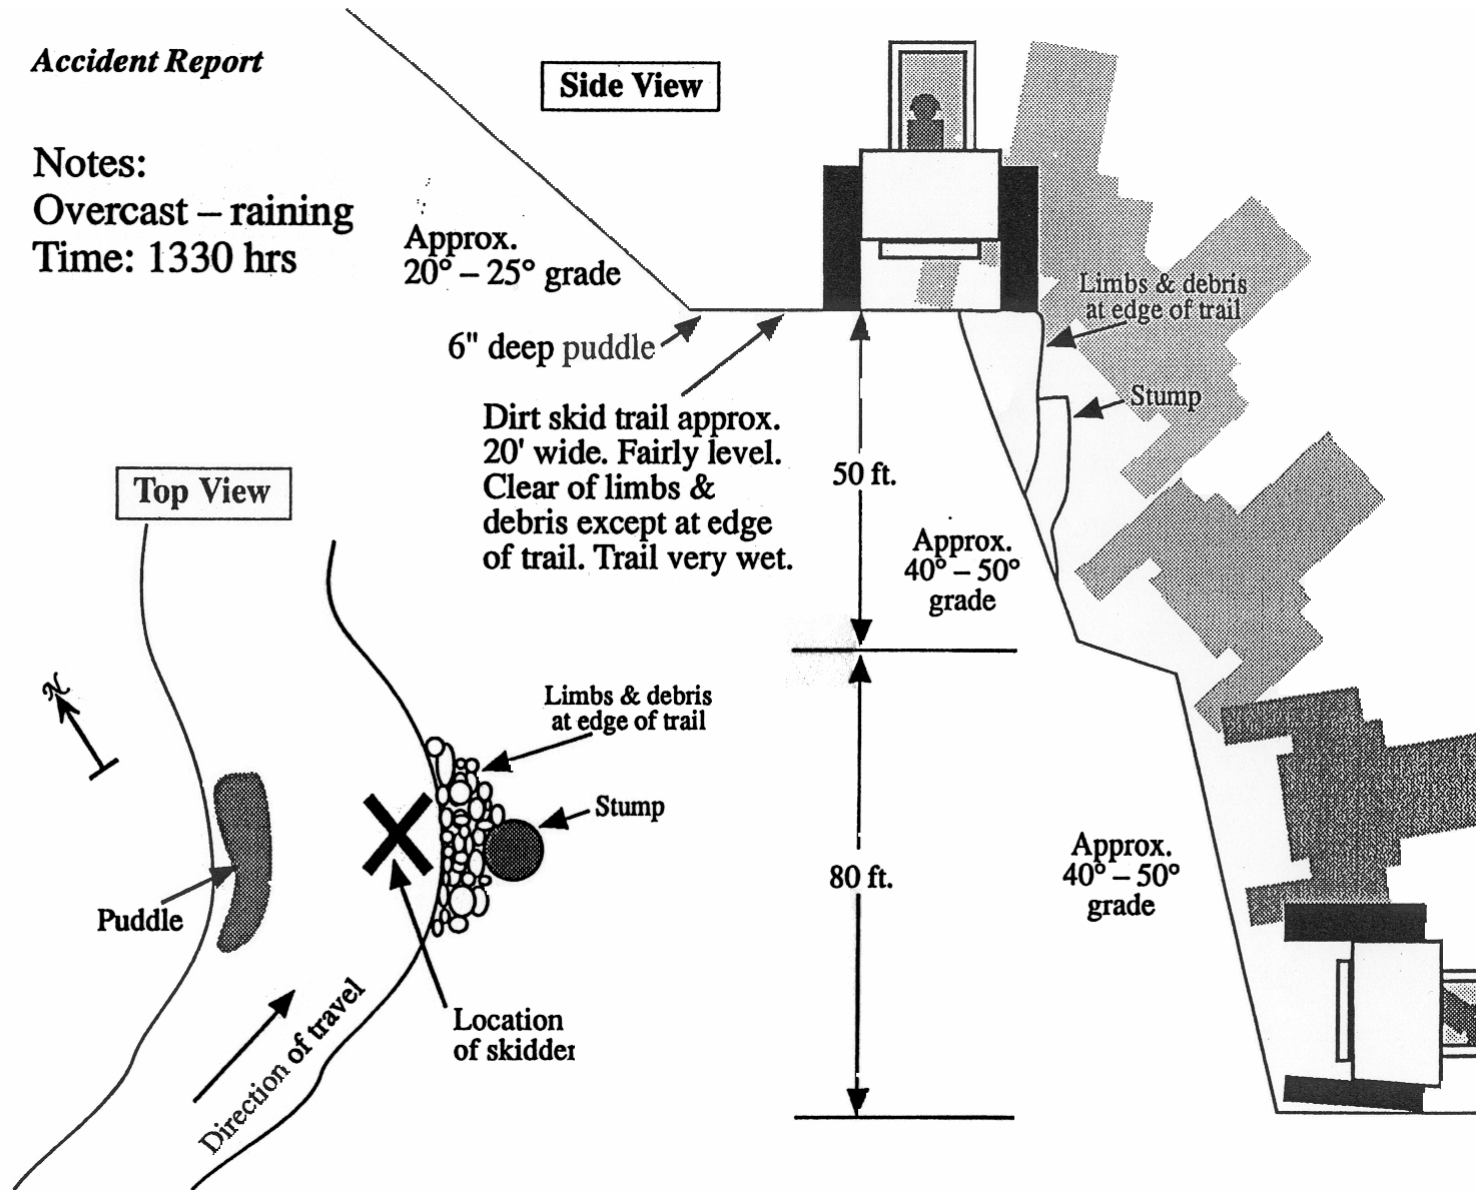 Accident Report
Side View
Notes:
Overcast – raining
Time: 1330 hrs
Approx.
20° – 25° grade
6" deep puddle
Limbs & debris
at edge of trail
Stump
Dirt skid trail approx.
20' wide. Fairly level.
Clear of limbs &
debris except at edge
of trail. Trail very wet.
50 ft.
Approx.
40° – 50°
grade
Top View
N
Limbs & debris
at edge of trail
Stump
Puddle
Location
of skidder
Direction of travel
80 ft.
Approx.
40° – 50°
grade